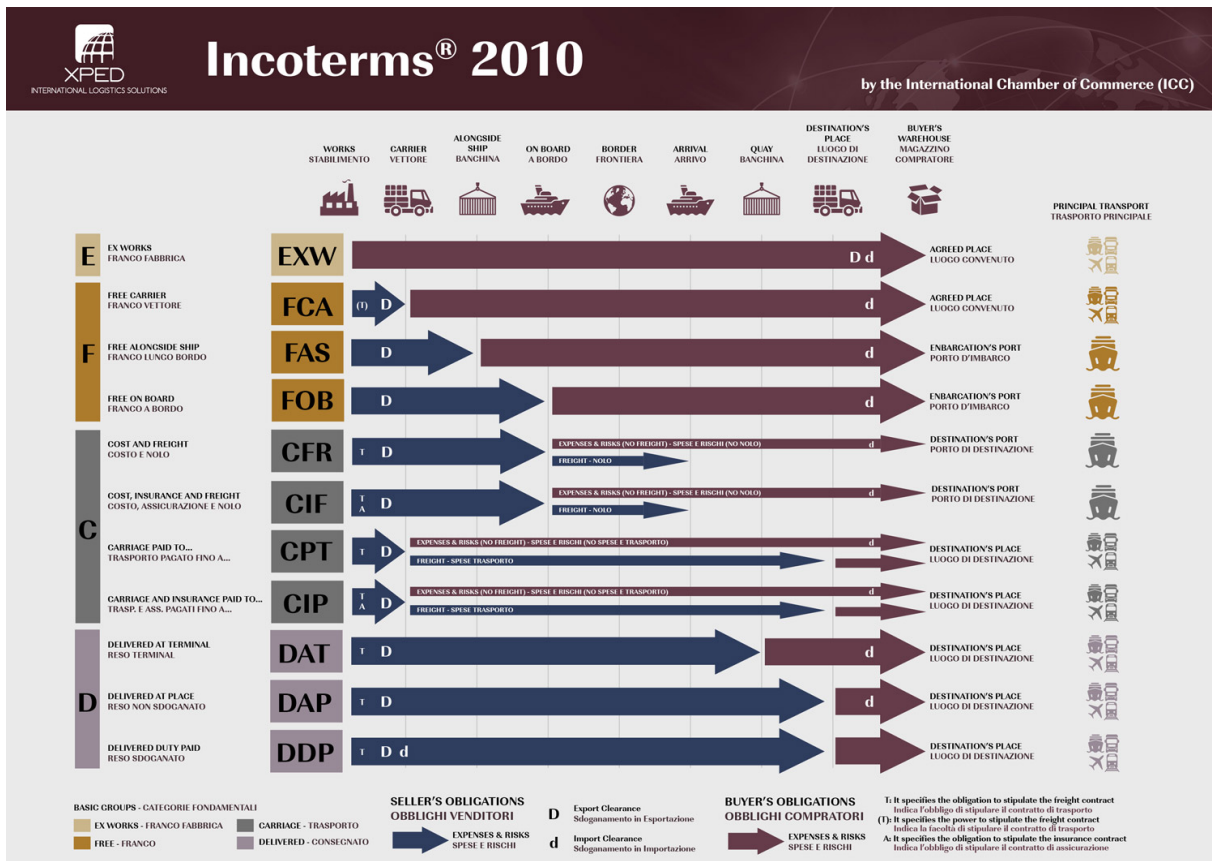 XPED
INTERNATIONAL LOGISTICS SOLUTIONS
Incoterms® 2010
by the International Chamber of Commerce (ICC)
WORKS
STABILIMENTO
CARRIER
VETTORE
ALONGSIDE
SHIP
BANCHINA
ON BOARD
A BORDO
BORDER
FRONTIERA
ARRIVAL
ARRIVO
QUAY
BANCHINA
DESTINATION'S
PLACE
LUOGO DI
DESTINAZIONE
BUYER'S
WAREHOUSE
MAGAZZINO
COMPRATORE
PRINCIPAL TRANSPORT
TRASPORTO PRINCIPALE
E
EX WORKS
FRANCO FABBRICA
EXW
D d
AGREED PLACE
LUOGO CONVENUTO
F
FREE CARRIER
FRANCO VETTORE
FCA
(T) D
d
AGREED PLACE
LUOGO CONVENUTO
FREE ALONGSIDE SHIP
FRANCO LUNGO BORDO
FAS
D
d
ENBARCATION'S PORT
PORTO D'IMBARCO
FREE ON BOARD
FRANCO A BORDO
FOB
D
d
ENBARCATION'S PORT
PORTO D'IMBARCO
C
COST AND FREIGHT
COSTO E NOLO
CFR
T D
EXPENSES & RISKS (NO FREIGHT) - SPESE E RISCHI (NO NOLO)
d
FREIGHT - NOLO
DESTINATION'S PORT
PORTO DI DESTINAZIONE
COST, INSURANCE AND FREIGHT
COSTO, ASSICURAZIONE E NOLO
CIF
T
A
D
EXPENSES & RISKS (NO FREIGHT) - SPESE E RISCHI (NO NOLO)
d
FREIGHT - NOLO
DESTINATION'S PORT
PORTO DI DESTINAZIONE
CARRIAGE PAID TO...
TRASPORTO PAGATO FINO A...
CPT
T D
EXPENSES & RISKS (NO FREIGHT) - SPESE E RISCHI (NO SPESE E TRASPORTO)
d
FREIGHT - SPESE TRASPORTO
DESTINATION'S PLACE
LUOGO DI DESTINAZIONE
CARRIAGE AND INSURANCE PAID TO...
TRASP. E ASS. PAGATI FINO A...
CIP
T
A
D
EXPENSES & RISKS (NO FREIGHT) - SPESE E RISCHI (NO SPESE E TRASPORTO)
d
FREIGHT - SPESE TRASPORTO
DESTINATION'S PLACE
LUOGO DI DESTINAZIONE
D
DELIVERED AT TERMINAL
RESO TERMINAL
DAT
T D
d
DESTINATION'S PLACE
LUOGO DI DESTINAZIONE
DELIVERED AT PLACE
RESO NON SDOGANATO
DAP
T D
d
DESTINATION'S PLACE
LUOGO DI DESTINAZIONE
DELIVERED DUTY PAID
RESO SDOGANATO
DDP
T D d
DESTINATION'S PLACE
LUOGO DI DESTINAZIONE
BASIC GROUPS - CATEGORIE FONDAMENTALI
EX WORKS - FRANCO FABBRICA
FREE - FRANCO
CARRIAGE - TRASPORTO
DELIVERED - CONSEGNATO
SELLER'S OBLIGATIONS
OBBLIGHI VENDITORI
EXPENSES & RISKS
SPESE E RISCHI
D
Export Clearance
Sdoganamento in Esportazione
d
Import Clearance
Sdoganamento in Importazione
BUYER'S OBLIGATIONS
OBBLIGHI COMPRATORI
EXPENSES & RISKS
SPESE E RISCHI
T: It specifies the obligation to stipulate the freight contract
Indica l'obbligo di stipulare il contratto di trasporto
(T): It specifies the power to stipulate the freight contract
Indica la facoltà di stipulare il contratto di trasporto
A: It specifies the obligation to stipulate the insurance contract
Indica l'obbligo di stipulare il contratto di assicurazione